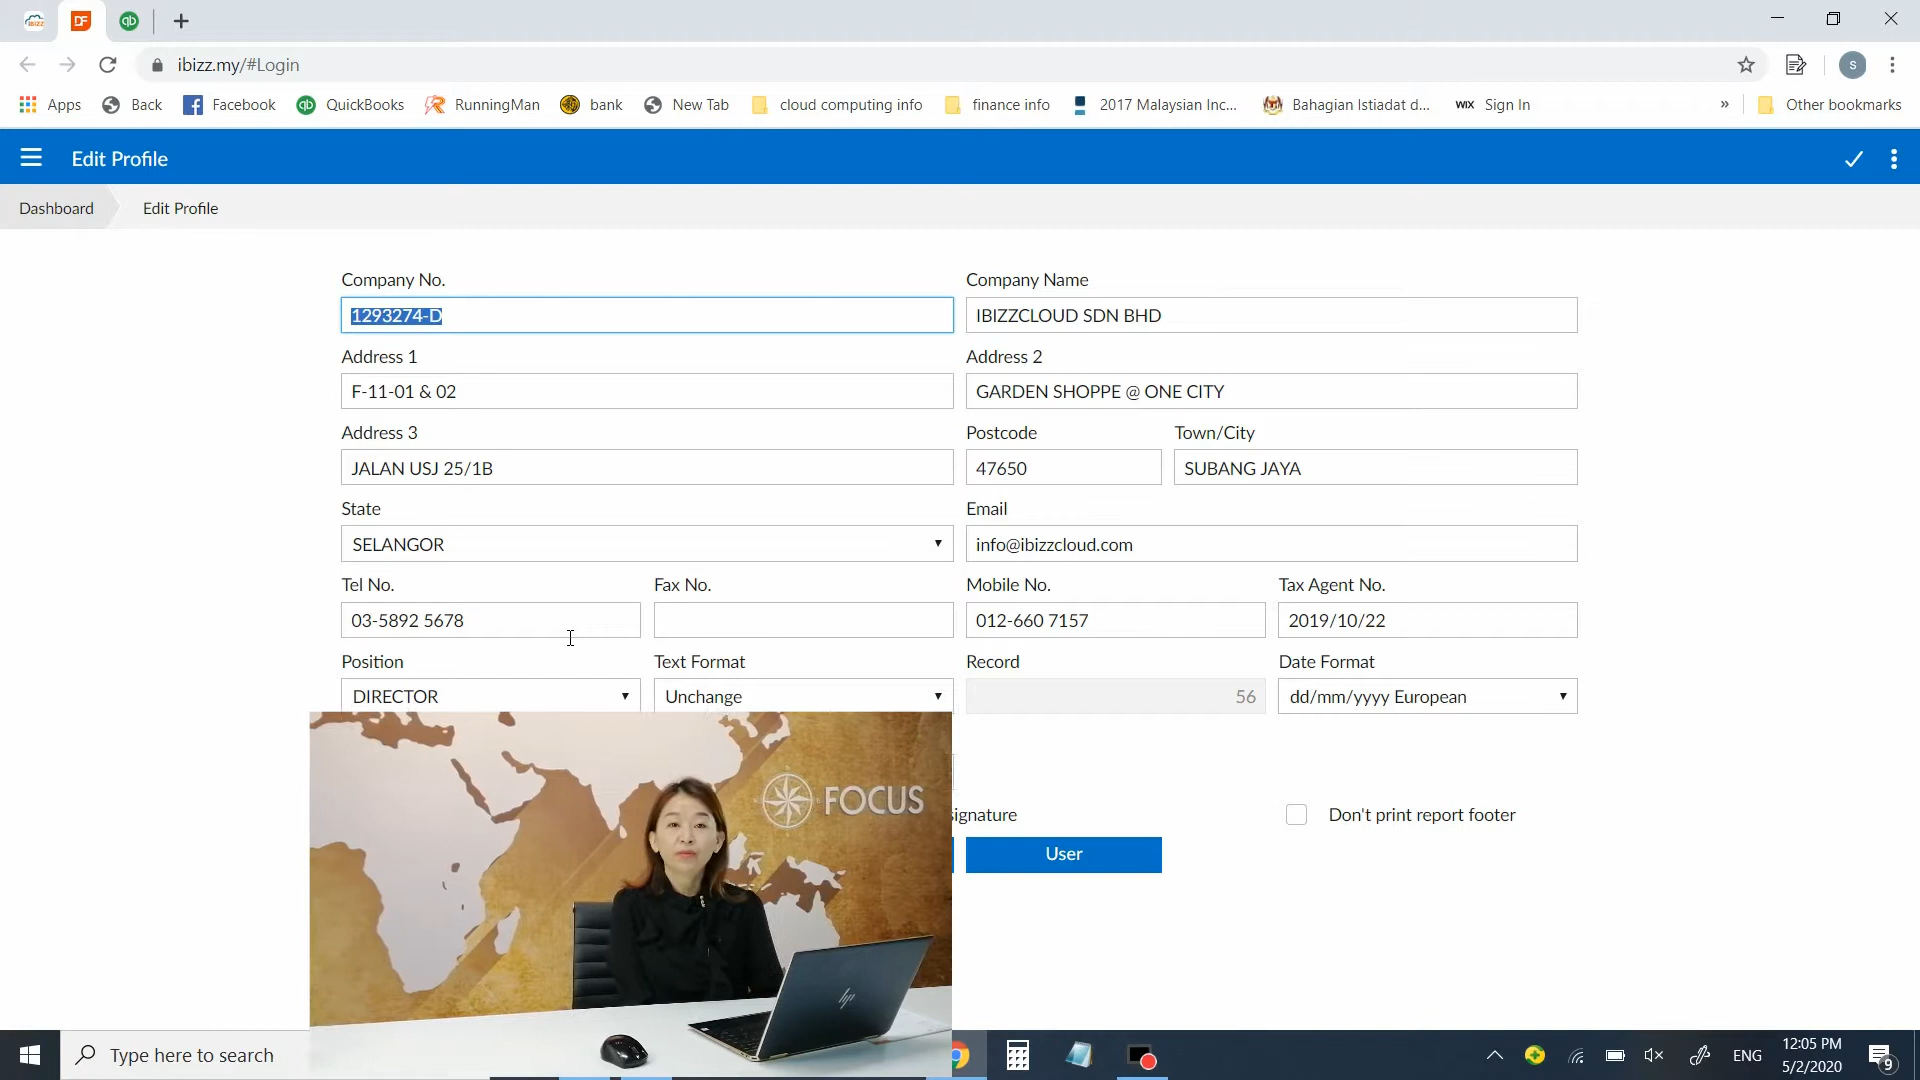 ibizz.my/#Login
Apps
Back
Facebook
QuickBooks
RunningMan
bank
New Tab
cloud computing info
finance info
2017 Malaysian Inc...
Bahagian Istiadat d...
WIX Sign In
»
Other bookmarks
Edit Profile
Dashboard
Edit Profile
Company No.
Company Name
1293274-D
IBIZZCLOUD SDN BHD
Address 1
Address 2
F-11-01 & 02
GARDEN SHOPPE @ ONE CITY
Address 3
Postcode
Town/City
JALAN USJ 25/1B
47650
SUBANG JAYA
State
Email
SELANGOR
info@ibizzcloud.com
Tel No.
Fax No.
Mobile No.
Tax Agent No.
03-5892 5678
012-660 7157
2019/10/22
Position
Text Format
Record
Date Format
DIRECTOR
Unchange
56
dd/mm/yyyy European
FOCUS
ignature
Don't print report footer
User
hp
Type here to search
ENG
12:05 PM
5/2/2020
9
DF
qb
S